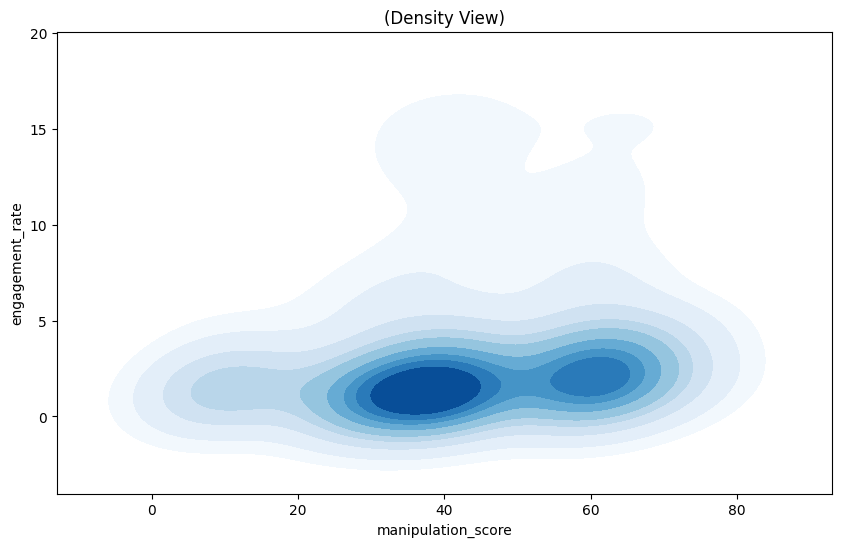 (Density View)
20
15
10
5
0
engagement_rate
0 20 40 60 80
manipulation_score